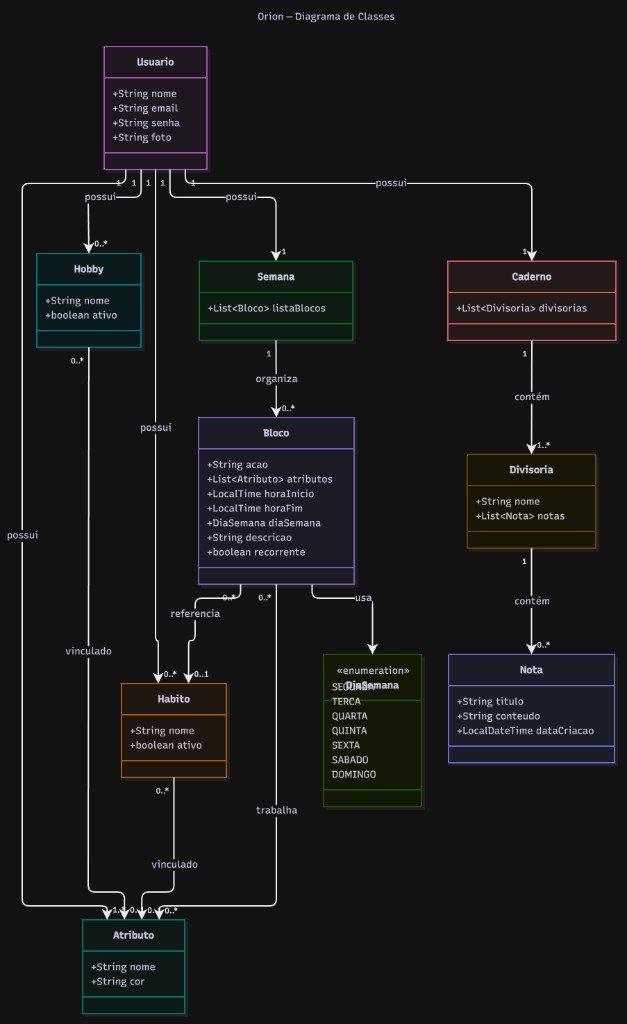 Orion — Diagrama de Classes
Usuario
+String nome
+String email
+String senha
+String foto
1
1
1
1
1
possui
possui
possui
0..*
1
1
Hobby
+String nome
+boolean ativo
0..*
Semana
+List<Bloco> listaBlocos
1
Caderno
+List<Divisoria> divisorias
1
organiza
0..*
contém
1..*
possui
possui
Bloco
+String acao
+List<Atributo> atributos
+LocalTime horaInicio
+LocalTime horaFim
+DiaSemana diaSemana
+String descricao
+boolean recorrente
0..*
0..*
Divisoria
+String nome
+List<Nota> notas
1
referencia
usa
contém
vinculado
0..*
0..1
0..*
Habito
+String nome
+boolean ativo
0..*
«enumeration»
DiaSemana
SEGUNDA
TERCA
QUARTA
QUINTA
SEXTA
SABADO
DOMINGO
Nota
+String titulo
+String conteudo
+LocalDateTime dataCriacao
trabalha
vinculado
0..*
Atributo
+String nome
+String cor